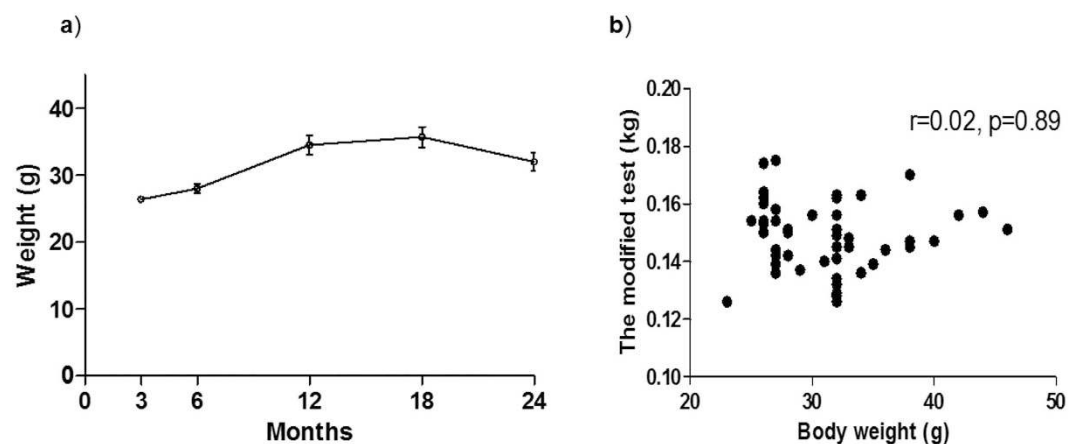 a)
Weight (g)
40
30
20
10
0
0 3 6 12 18 24
Months
b)
The modified test (kg)
0.20
0.18
0.16
0.14
0.12
0.10
r=0.02, p=0.89
20 30 40 50
Body weight (g)